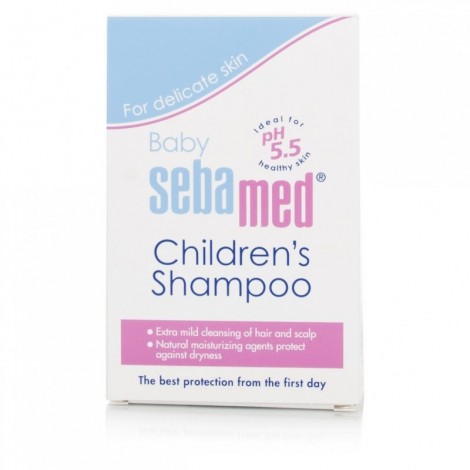 For delicate skin
Baby
ideal for
pH
5.5
healthy skin
sebamed®
Children's
Shampoo
• Extra mild cleansing of hair and scalp
• Natural moisturizing agents protect
against dryness
The best protection from the first day